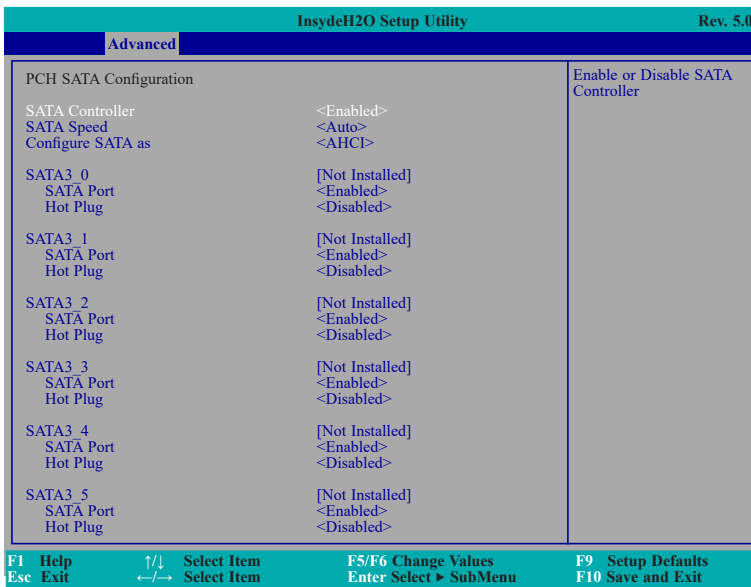 InsydeH2O Setup Utility Rev. 5.0
Advanced
PCH SATA Configuration
SATA Controller <Enabled>
SATA Speed <Auto>
Configure SATA as <AHCI>
SATA3_0 [Not Installed]
SATA Port <Enabled>
Hot Plug <Disabled>
SATA3_1 [Not Installed]
SATA Port <Enabled>
Hot Plug <Disabled>
SATA3_2 [Not Installed]
SATA Port <Enabled>
Hot Plug <Disabled>
SATA3_3 [Not Installed]
SATA Port <Enabled>
Hot Plug <Disabled>
SATA3_4 [Not Installed]
SATA Port <Enabled>
Hot Plug <Disabled>
SATA3_5 [Not Installed]
SATA Port <Enabled>
Hot Plug <Disabled>
Enable or Disable SATA
Controller
F1 Help ↑/↓ Select Item F5/F6 Change Values F9 Setup Defaults
Esc Exit ←/→ Select Item Enter Select ▶ SubMenu F10 Save and Exit